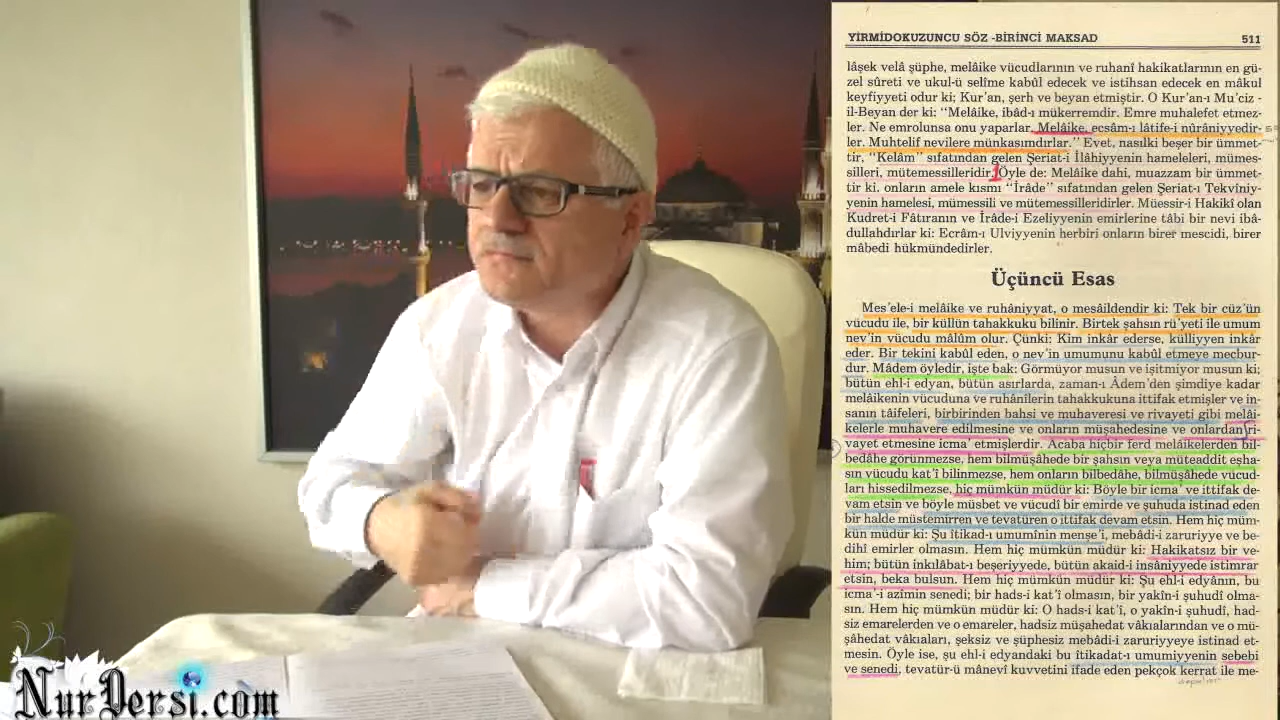 YİRMİDOKUZUNCU SÖZ -BİRİNCİ MAKSAD 511
lâşek velâ şüphe, melâike vücudlarının ve ruhanî hakikatlarının en gü-
zel sûreti ve ukul-ü selîme kabûl edecek ve istihsan edecek en mâkul
keyfiyyeti odur ki; Kur'an, şerh ve beyan etmiştir. O Kur'an-ı Mu'ciz -
il-Beyan der ki: "Melâike, ibâd-ı mükerremdir. Emre muhalefet etmez-
ler. Ne emrolunsa onu yaparlar. Melâike, ecsâm-ı lâtife-i nûrâniyyedir-
ler. Muhtelif nevilere münkasımdırlar." Evet, nasılki beşer bir ümmet-
tir, "Kelâm" sıfatından gelen Şeriat-i İlâhiyyenin hameleleri, mümes-
silleri, mütemessilleridir. Öyle de: Melâike dahi, muazzam bir ümmet-
tir ki, onların amele kısmı "İrâde" sıfatından gelen Şeriat-ı Tekviniy-
yenin hamelesi, mümessili ve mütemessilleridirler. Müessir-i Hakikî olan
Kudret-i Fâtıranın ve İrâde-i Ezeliyyenin emirlerine tâbi bir nevi ibâ-
dullahdırlar ki: Ecrâm-ı Ulviyyenin herbiri onların birer mescidi, birer
mâbedi hükmündedirler.
Üçüncü Esas
Mes'ele-i melâike ve ruhâniyyat, o mesâildendir ki: Tek bir cüz'ün
vücudu ile, bir küllün tahakkuku bilinir. Birtek şahsın rü'yeti ile umum
nev'in vücudu mâlûm olur. Çünki: Kim inkâr ederse, külliyyen inkâr
eder. Bir tekini kabûl eden, o nev'in umumunu kabûl etmeye mecbur-
dur. Mâdem öyledir, işte bak: Görmüyor musun ve işitmiyor musun ki;
bütün ehl-i edyan, bütün asırlarda, zaman-ı Âdem'den şimdiye kadar
melâikenin vücuduna ve ruhânîlerin tahakkukuna ittifak etmişler ve in-
sanın tâifeleri, birbirinden bahsi ve muhaveresi ve rivayeti gibi melâi-
kelerle muhavere edilmesine ve onların müşahedesine ve onlardan ri-
vayet etmesine icma' etmişlerdir. Acaba hiçbir ferd melâikelerden bil-
bedâhe görünmezse, hem bilmüşâhede bir şahsın veya müteaddit eşha-
sın vücudu kat'î bilinmezse, hem onların bilbedâhe, bilmüşâhede vücud-
ları hissedilmezse, hiç mümkün müdür ki: Böyle bir icma' ve ittifak de-
vam etsin ve böyle müsbet ve vücudî bir emirde ve şuhuda istinad eden
bir halde müstemirren ve tevatüren o ittifak devam etsin. Hem hiç müm-
kün müdür ki: Şu îtikad-ı umumînin menşe'i, mebâdi-i zaruriyye ve be-
dihî emirler olmasın. Hem hiç mümkün müdür ki: Hakikatsız bir ve-
him; bütün inkılâbat-ı beşeriyyede, bütün akaid-i insâniyyede istimrar
etsin, beka bulsun. Hem hiç mümkün müdür ki: Şu ehl-i edyânın, bu
icma'-i azîmin senedi; bir hads-i kat'î olmasın, bir yakîn-i şuhudî olma-
sın. Hem hiç mümkün müdür ki: O hads-i kat'î, o yakîn-i şuhudî, had-
siz emarelerden ve o emareler, hadsiz müşahedat vâkıalarından ve o mü-
şâhedat vâkıaları, şeksiz ve şüphesiz mebâdi-i zaruriyyeye istinad et-
mesin. Öyle ise, şu ehl-i edyandaki bu îtikadat-ı umumiyyenin sebebi
ve senedi, tevatür-ü mânevî kuvvetini ifade eden pekçok kerrat ile me-
NurDersi.com